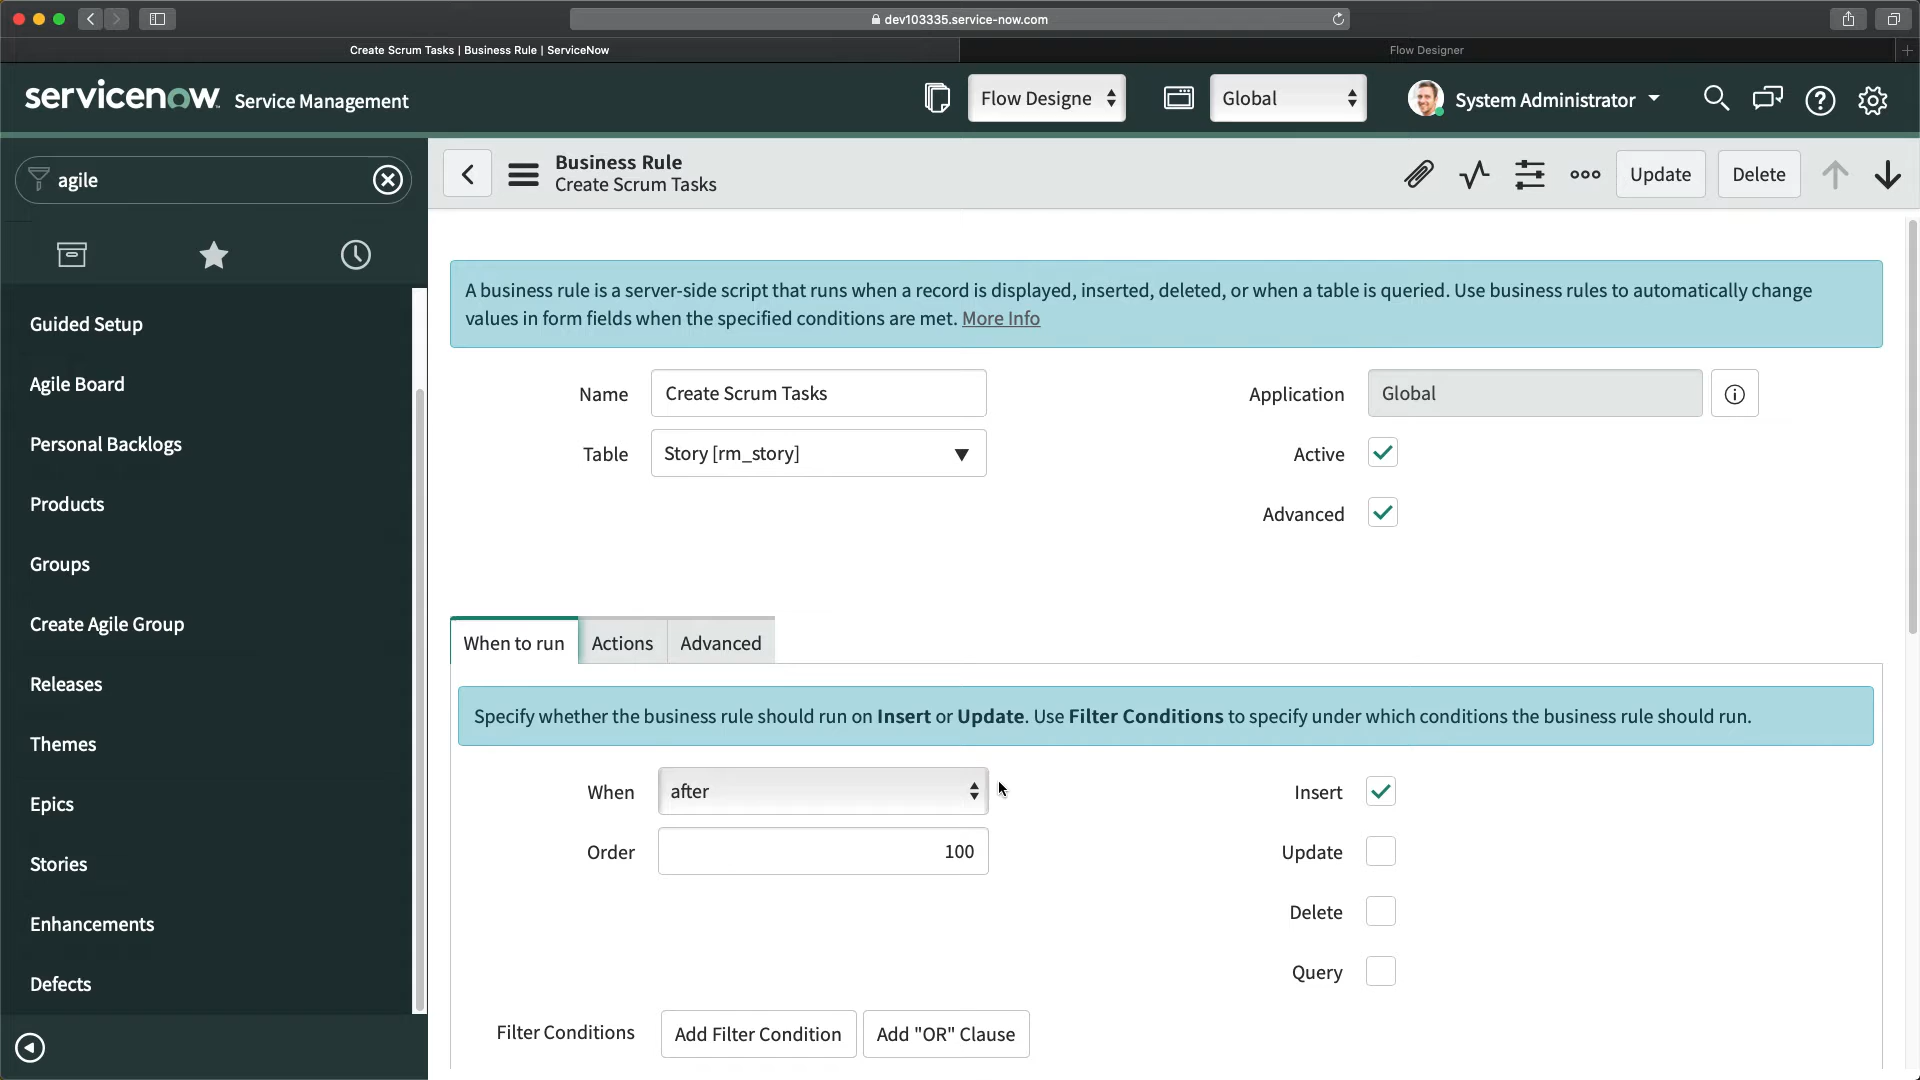 dev103335.service-now.com
Create Scrum Tasks | Business Rule | ServiceNow
Flow Designer
servicenow Service Management
Flow Designe
Global
System Administrator
agile
Business Rule
Create Scrum Tasks
Update
Delete
Guided Setup
Agile Board
Personal Backlogs
Products
Groups
Create Agile Group
Releases
Themes
Epics
Stories
Enhancements
Defects
A business rule is a server-side script that runs when a record is displayed, inserted, deleted, or when a table is queried. Use business rules to automatically change
values in form fields when the specified conditions are met. More Info
Name
Create Scrum Tasks
Application
Global
Table
Story [rm_story]
Active
Advanced
When to run
Actions
Advanced
Specify whether the business rule should run on Insert or Update. Use Filter Conditions to specify under which conditions the business rule should run.
When
after
Insert
Order
100
Update
Delete
Query
Filter Conditions
Add Filter Condition
Add "OR" Clause